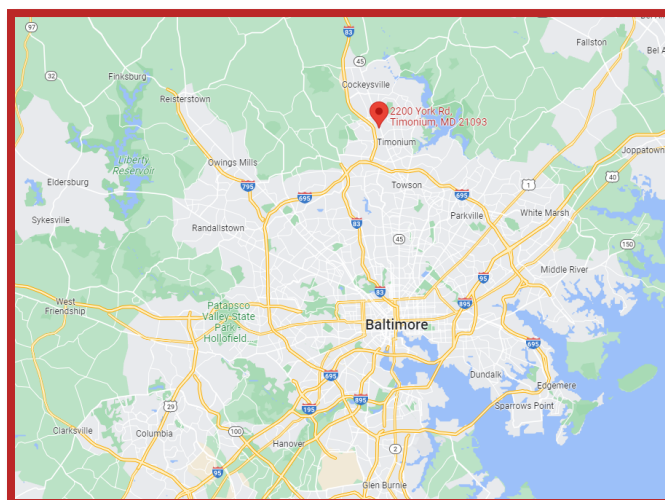 97
83
Fallston
Bel A
45
32
Finksburg
Cockeysville
Reisterstown
2200 York Rd,
Timonium, MD 21093
Timonium
Joppatowne
Liberty
Reservoir
Owings Mills
Eldersburg
795
695
Towson
695
1
40
Sykesville
Randallstown
83
Parkville
White Marsh
45
150
95
Middle River
83
West
Friendship
Patapsco
Valley State
Park -
Hollofield...
895
Baltimore
695
695
Dundalk
Edgemere
29
195
895
Sparrows Point
Clarksville
Columbia
100
Hanover
2
95
Glen Burnie